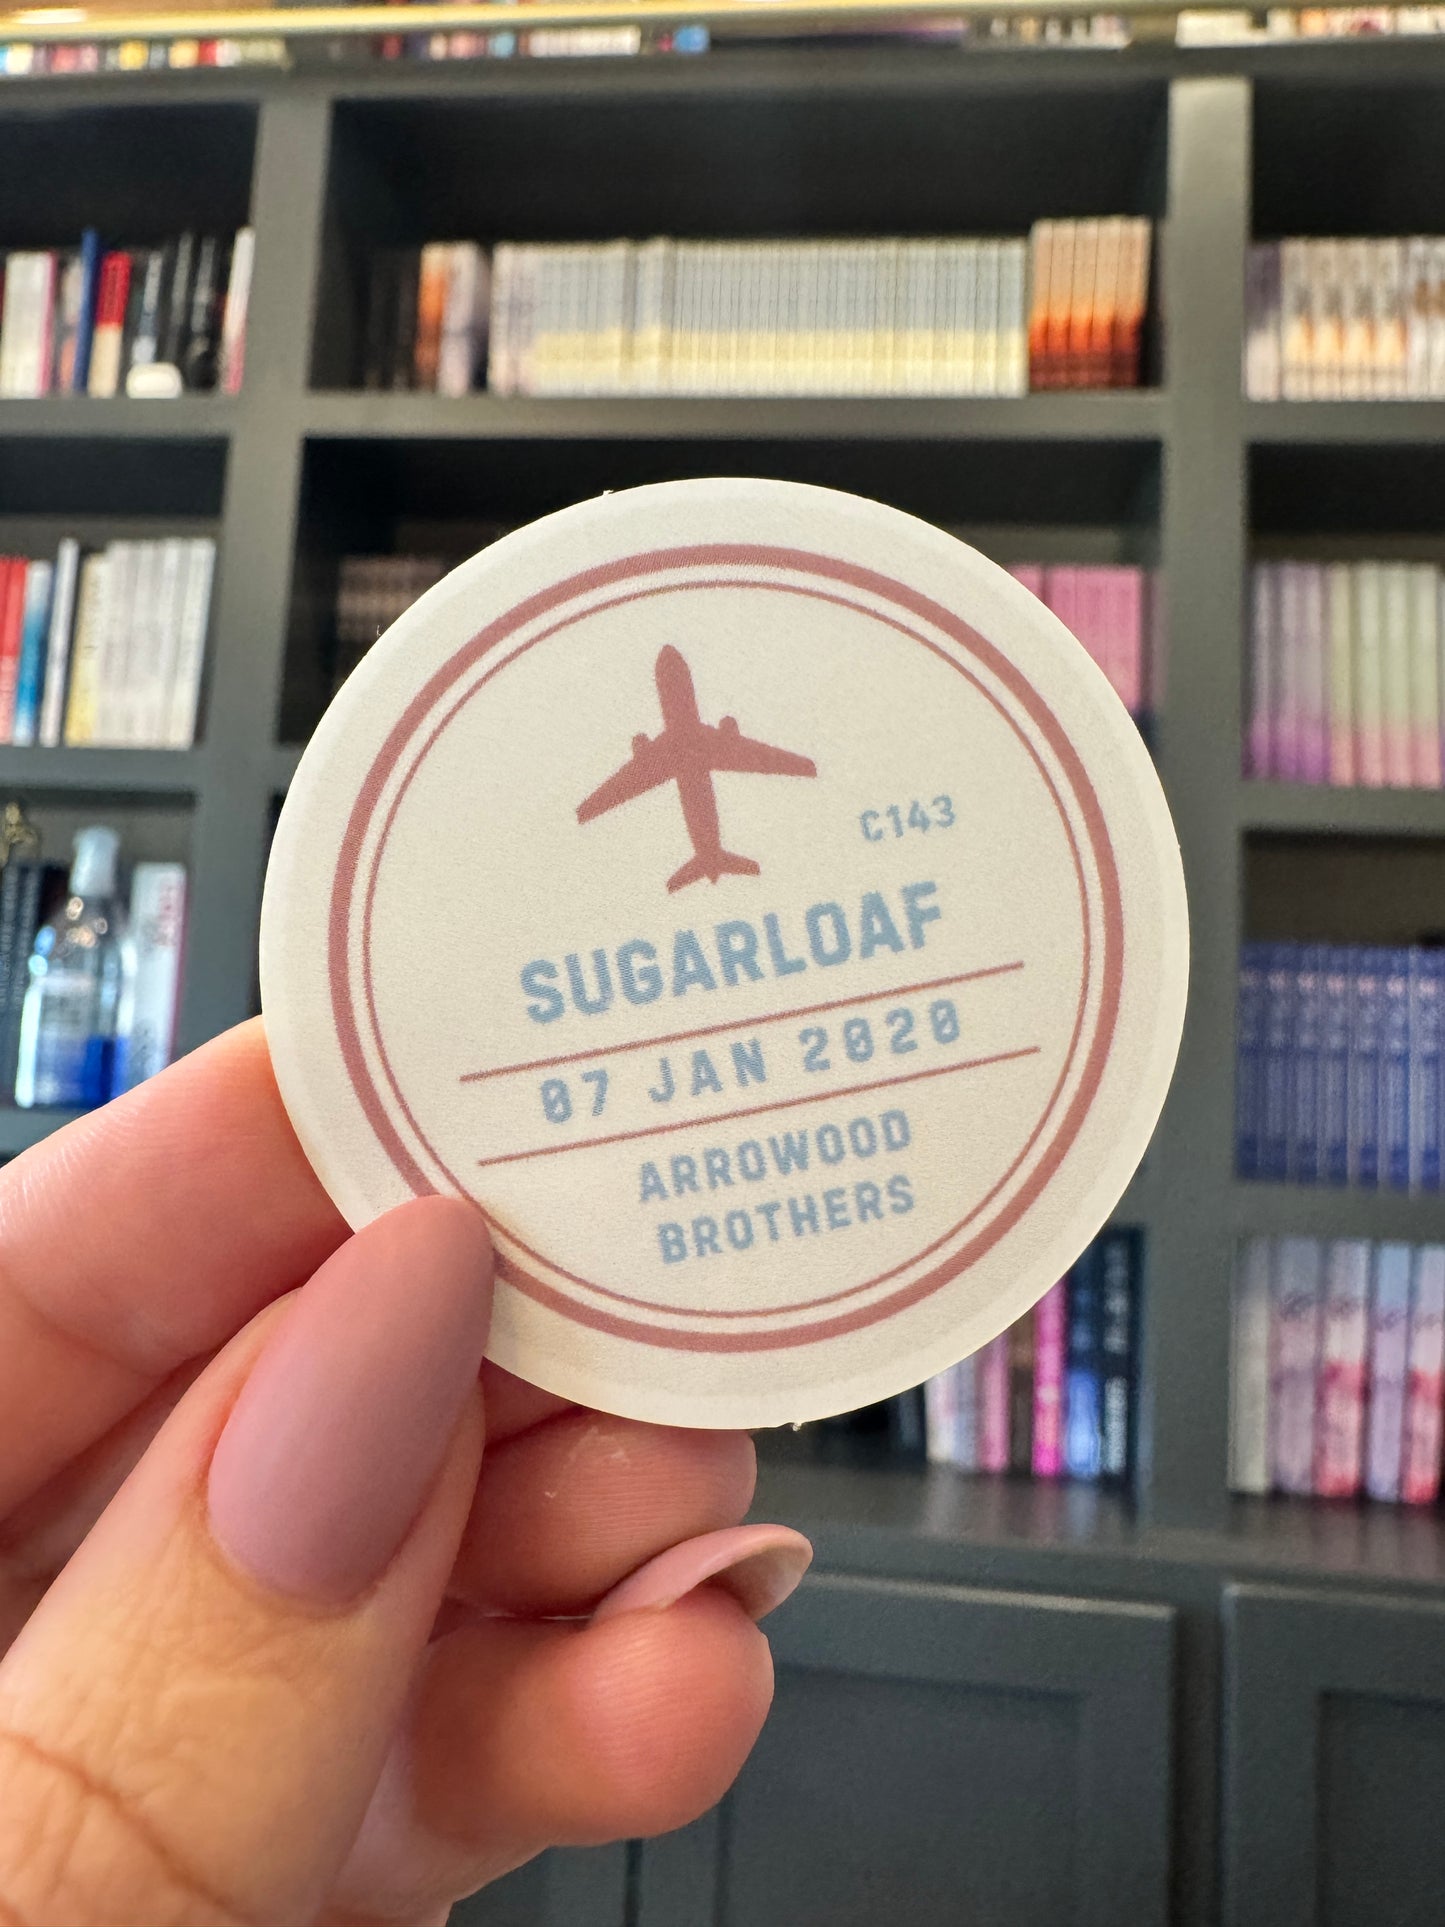 C143
SUGARLOAF
07 JAN 2020
ARROWOOD
BROTHERS